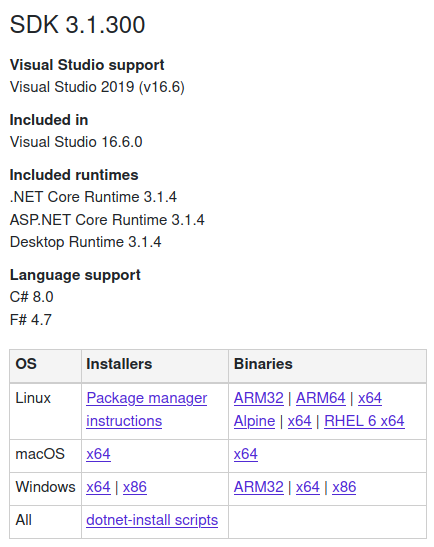 SDK 3.1.300
Visual Studio support
Visual Studio 2019 (v16.6)
Included in
Visual Studio 16.6.0
Included runtimes
.NET Core Runtime 3.1.4
ASP.NET Core Runtime 3.1.4
Desktop Runtime 3.1.4
Language support
C# 8.0
F# 4.7
OS Installers Binaries
Linux Package manager ARM32 | ARM64 | x64
instructions Alpine | x64 | RHEL 6 x64
macOS x64 x64
Windows x64 | x86 ARM32 | x64 | x86
All dotnet-install scripts